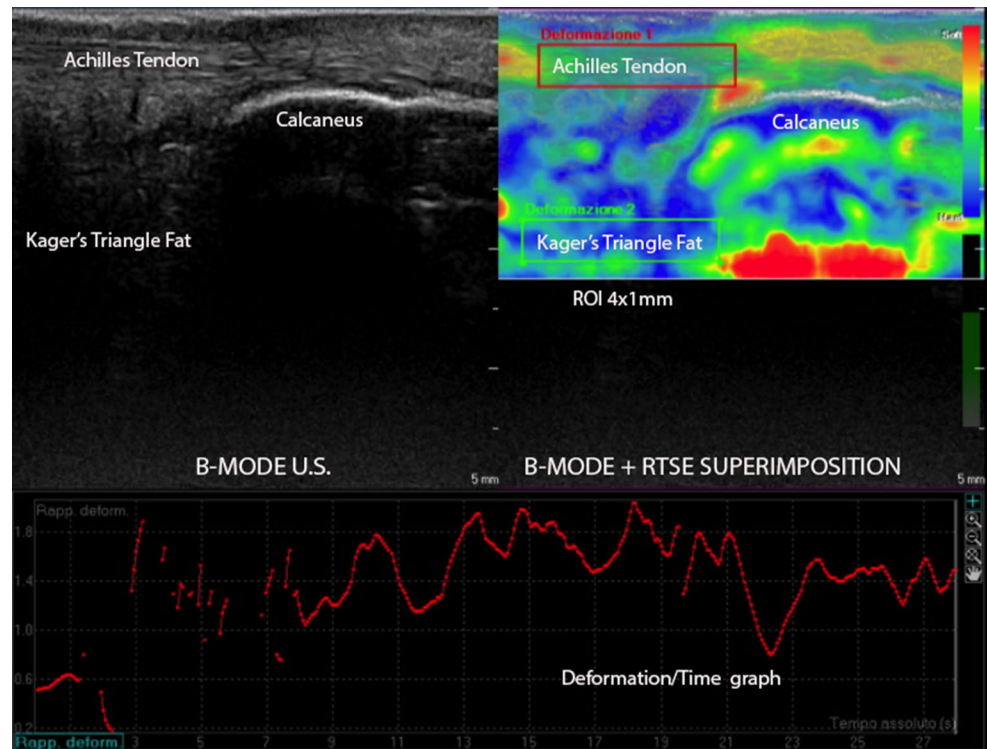 Achilles Tendon
Calcaneus
Kager's Triangle Fat
B-MODE U.S.
5 mm
Deformazione 1
Achilles Tendon
Soft
Calcaneus
Hard
Deformazione 2
Kager's Triangle Fat
ROI 4x1mm
B-MODE + RTSE SUPERIMPOSITION
5 mm
Rapp. deform.
1.8
1.4
1.0
0.6
0.2
Deformation/Time graph
Tempo assoluto (s)
Rapp. deform.
3 5 7 9 11 13 15 17 19 21 23 25 27